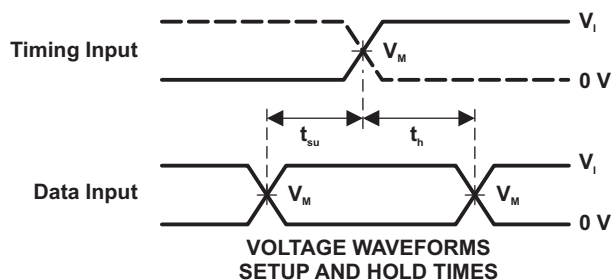 V_I
Timing Input
V_M
0 V
t_su
t_h
V_I
Data Input
V_M
V_M
0 V
VOLTAGE WAVEFORMS
SETUP AND HOLD TIMES